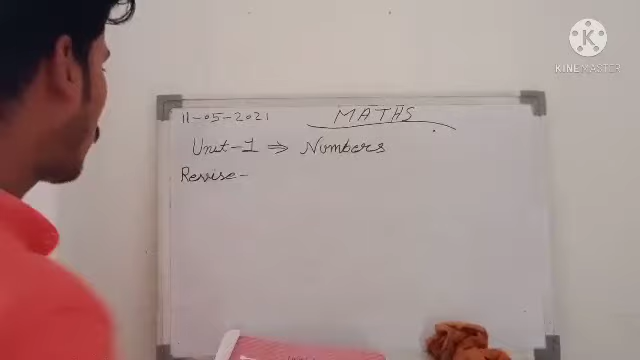 KINEMASTER
11-05-2021 MATHS
Unit-1 ⇒ Numbers
Revise-